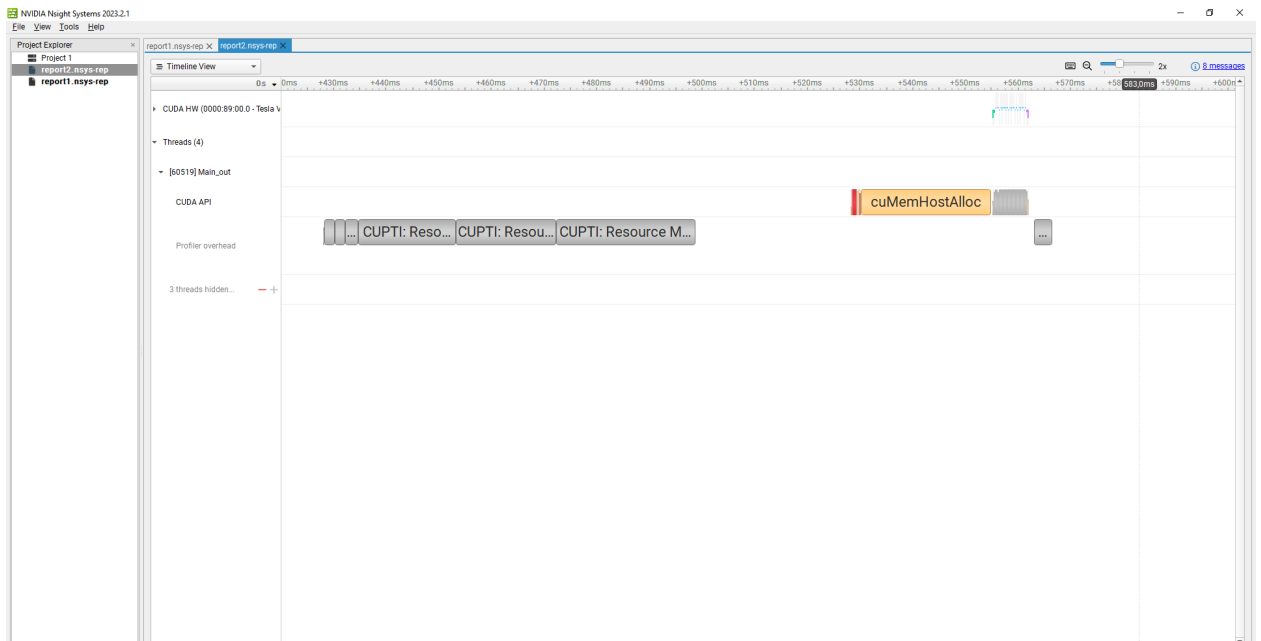 NVIDIA Nsight Systems 2023.2.1
File View Tools Help
Project Explorer
Project 1
report2.nsys-rep
report1.nsys-rep
report1.nsys-rep report2.nsys-rep
Timeline View
2x
8 messages
0s
0ms +430ms +440ms +450ms +460ms +470ms +480ms +490ms +500ms +510ms +520ms +530ms +540ms +550ms +560ms +570ms +58 583,0ms +590ms +600m
CUDA HW (0000:89:00.0 - Tesla V
Threads (4)
[60519] Main_out
CUDA API
cuMemHostAlloc
Profiler overhead
... CUPTI: Reso... CUPTI: Resou... CUPTI: Resource M... ...
3 threads hidden...